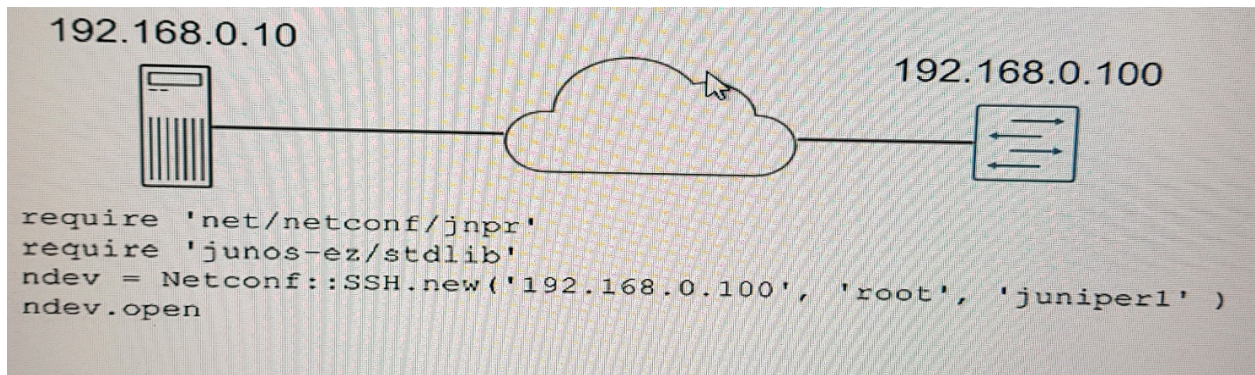 192.168.0.10
192.168.0.100
require 'net/netconf/jnpr'
require 'junos-ez/stdlib'
ndev = Netconf::SSH.new('192.168.0.100', 'root', 'juniper1' )
ndev.open